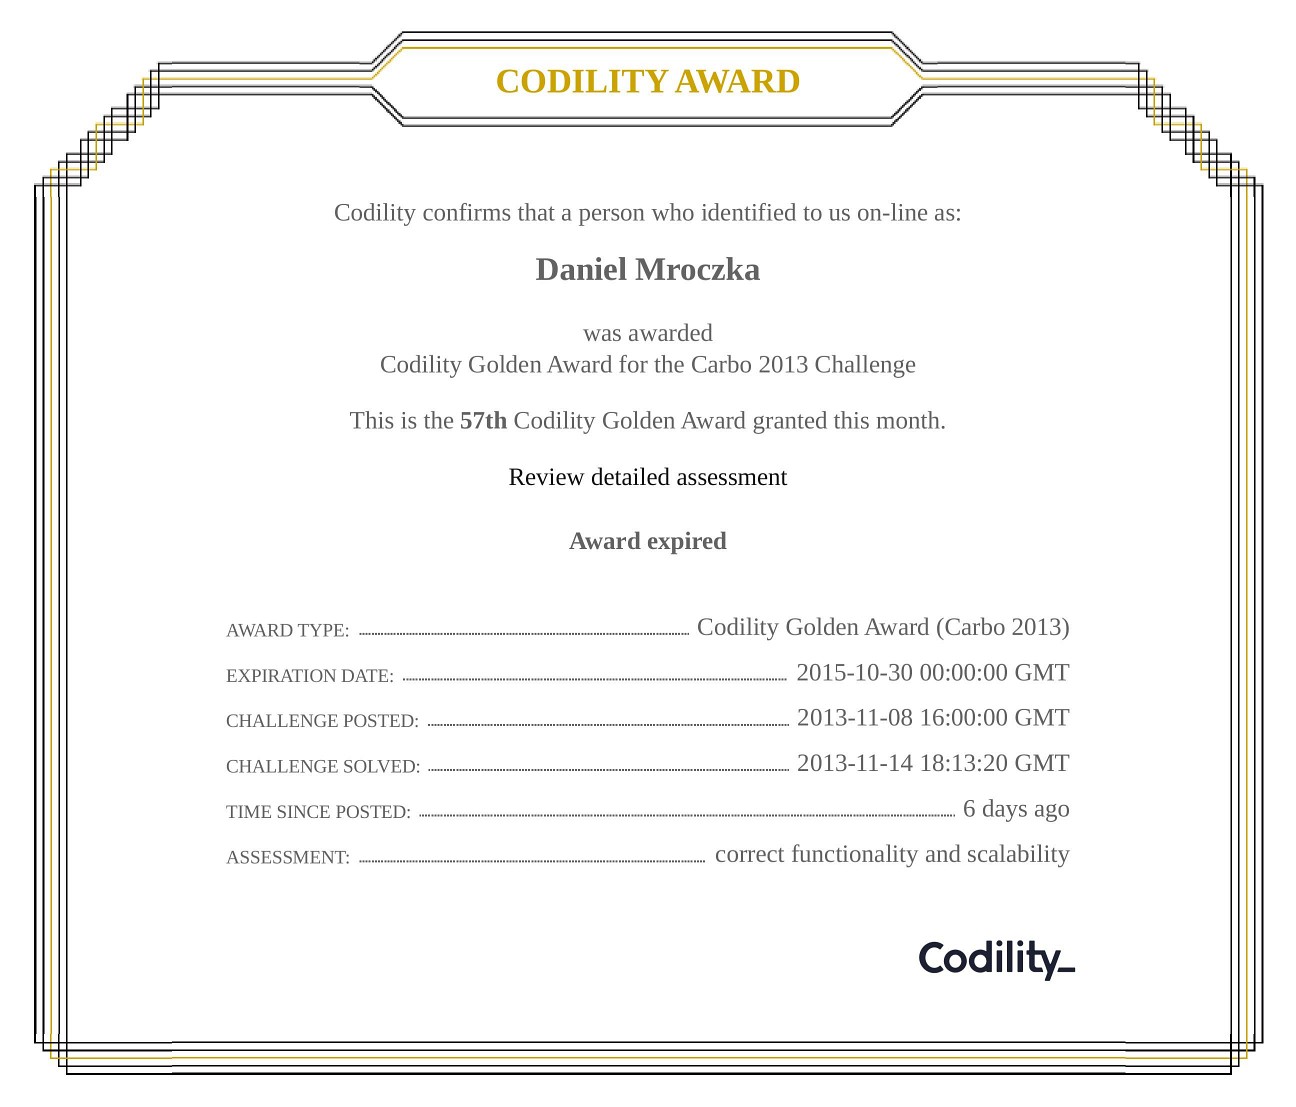 CODILITY AWARD
Codility confirms that a person who identified to us on-line as:
Daniel Mroczka
was awarded
Codility Golden Award for the Carbo 2013 Challenge
This is the 57th Codility Golden Award granted this month.
Review detailed assessment
Award expired
AWARD TYPE: Codility Golden Award (Carbo 2013)
EXPIRATION DATE: 2015-10-30 00:00:00 GMT
CHALLENGE POSTED: 2013-11-08 16:00:00 GMT
CHALLENGE SOLVED: 2013-11-14 18:13:20 GMT
TIME SINCE POSTED: 6 days ago
ASSESSMENT: correct functionality and scalability
Codility_